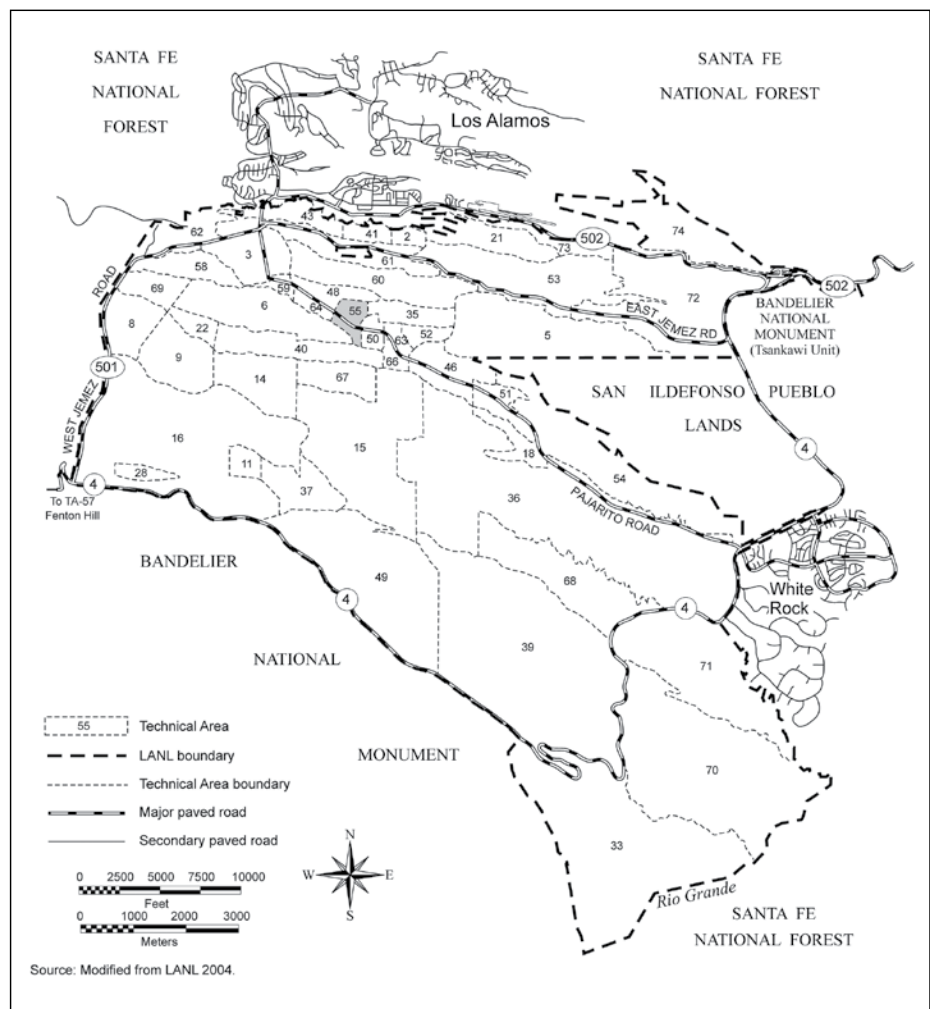 SANTA FE
NATIONAL
FOREST
SANTA FE
NATIONAL FOREST
Los Alamos
74
43
62
41
2
21
73
502
3
61
53
58
502
72
BANDELIER
NATIONAL
MONUMENT
(Tsankawi Unit)
69
59
48
60
6
64
55
35
EAST JEMEZ RD
8
22
50
63
52
5
40
66
9
46
501
WEST JEMEZ
ROAD
14
67
51
SAN ILDEFONSO PUEBLO
LANDS
16
15
4
18
11
28
54
4
To TA-57
Fenton Hill
37
36
PAJARITO ROAD
BANDELIER
49
68
White
Rock
4
4
39
NATIONAL
71
55 Technical Area
LANL boundary
MONUMENT
Technical Area boundary
70
Major paved road
Secondary paved road
33
N
W E
S
0 2500 5000 7500 10000
Feet
0 1000 2000 3000
Meters
Rio Grande
SANTA FE
NATIONAL FOREST
Source: Modified from LANL 2004.